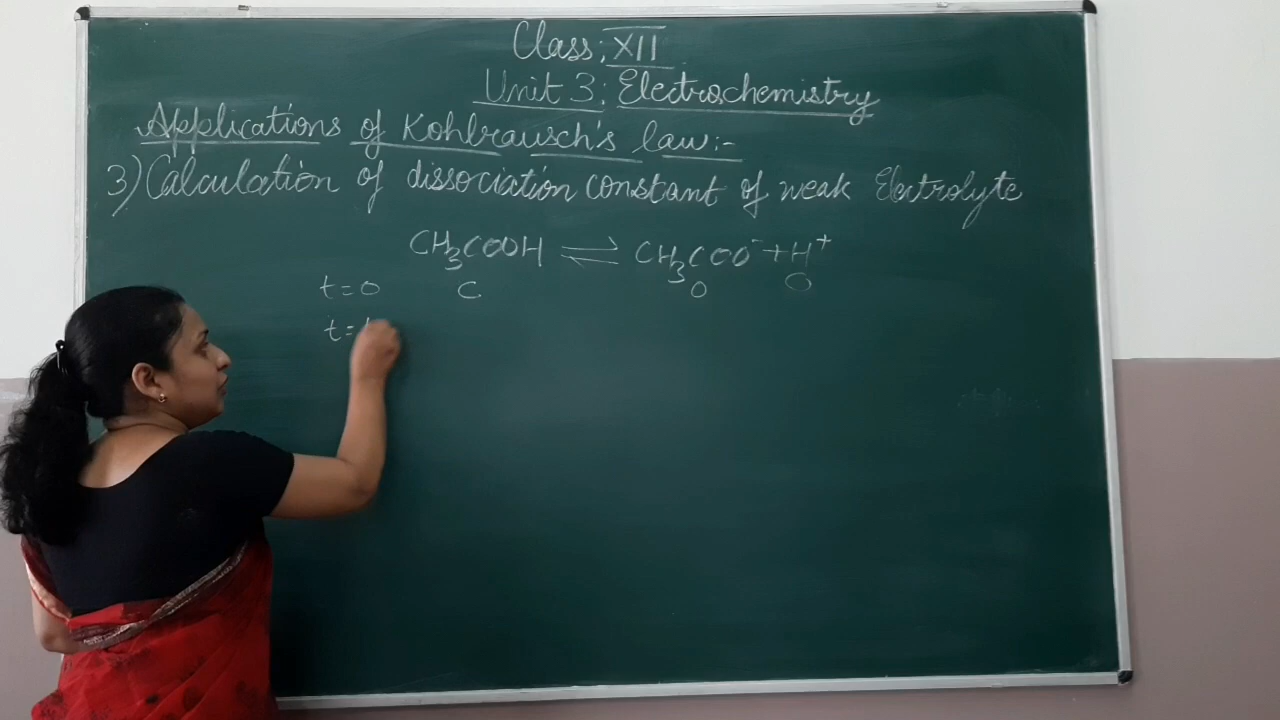 Class: XII
Unit 3: Electrochemistry
Applications of Kohlrausch's law:-
3) Calculation of dissociation constant of weak Electrolyte
CH₃COOH ⇌ CH₃COO⁻ + H⁺
t=0 C 0 0
t=